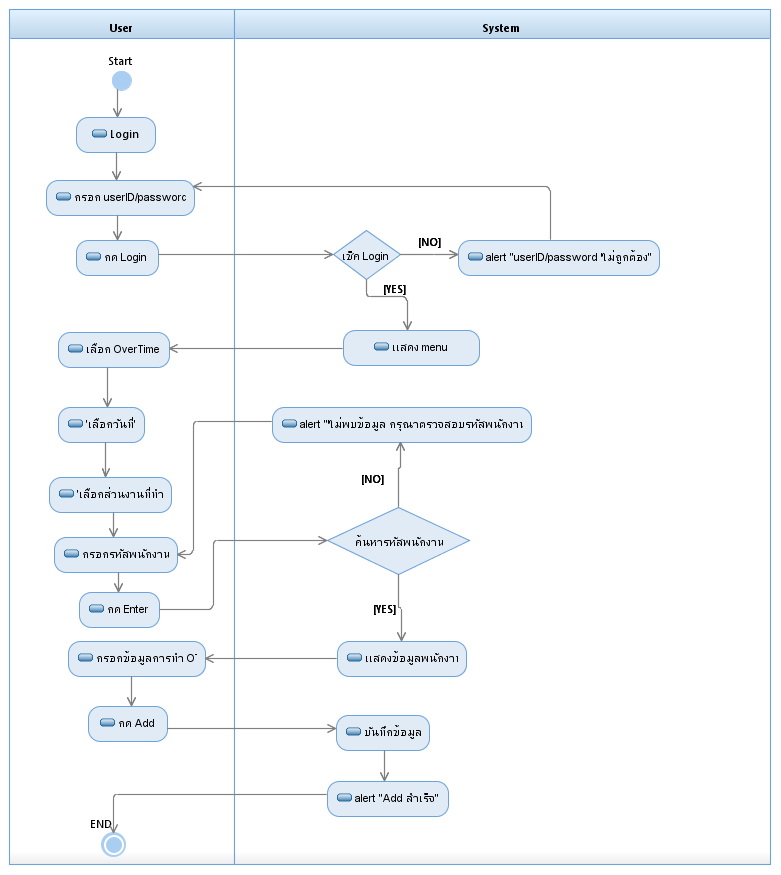 User
System
Start
Login
กรอก userID/password
กด Login
เช็ค Login
[NO]
alert "userID/password "ไม่ถูกต้อง"
[YES]
แสดง menu
เลือก OverTime
'เลือกวันที่'
alert ""ไม่พบข้อมูล กรุณาตรวจสอบรหัสพนักงาน
[NO]
'เลือกส่วนงานที่ทำ
กรอกรหัสพนักงาน
ค้นหารหัสพนักงาน
กด Enter
[YES]
กรอกข้อมูลการทำ
แสดงข้อมูลพนักงาน
กด Add
บันทึกข้อมูล
alert "Add สำเร็จ"
END